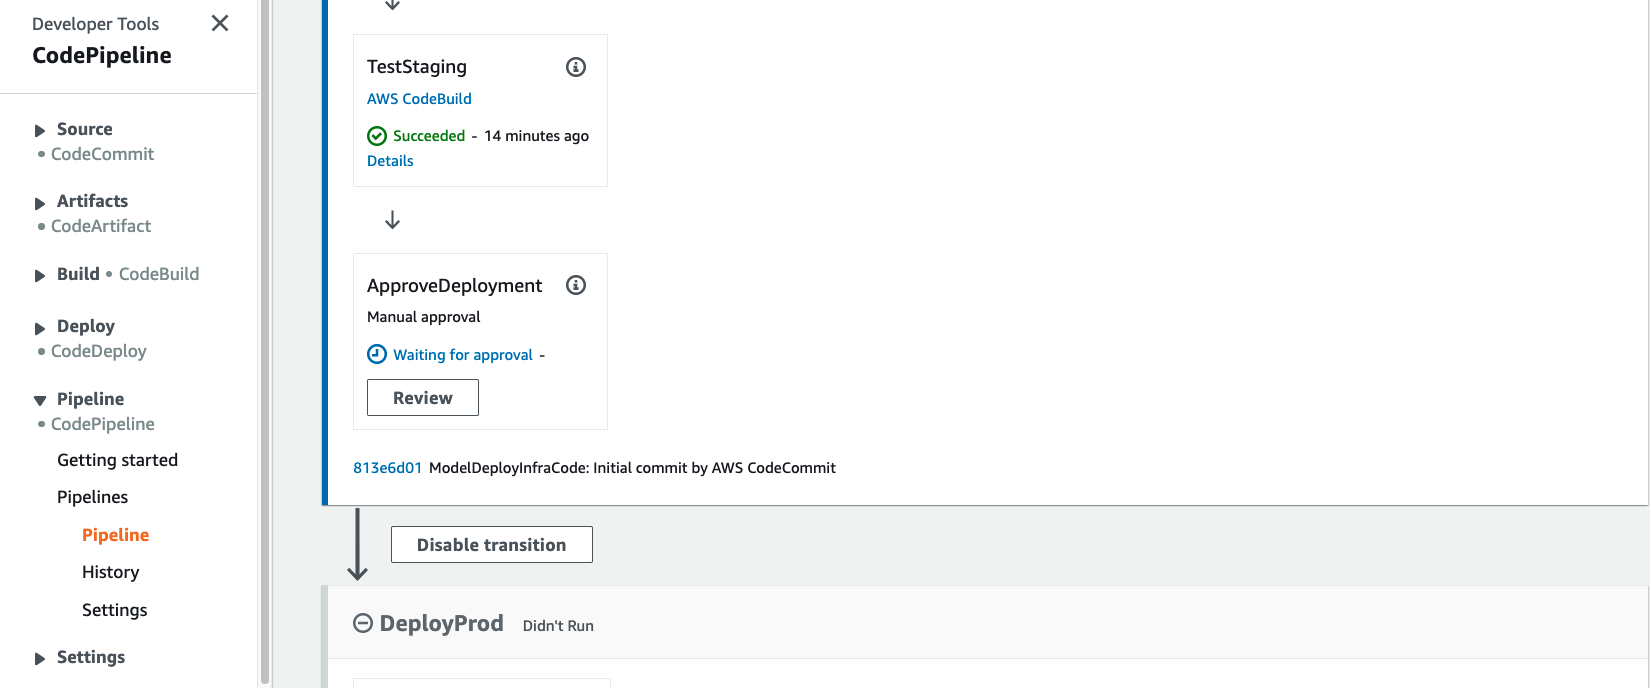 Developer Tools
CodePipeline
Source
• CodeCommit
Artifacts
• CodeArtifact
Build • CodeBuild
Deploy
• CodeDeploy
Pipeline
• CodePipeline
Getting started
Pipelines
Pipeline
History
Settings
Settings
TestStaging
AWS CodeBuild
Succeeded - 14 minutes ago
Details
ApproveDeployment
Manual approval
Waiting for approval -
Review
813e6d01 ModelDeployInfraCode: Initial commit by AWS CodeCommit
Disable transition
DeployProd Didn't Run